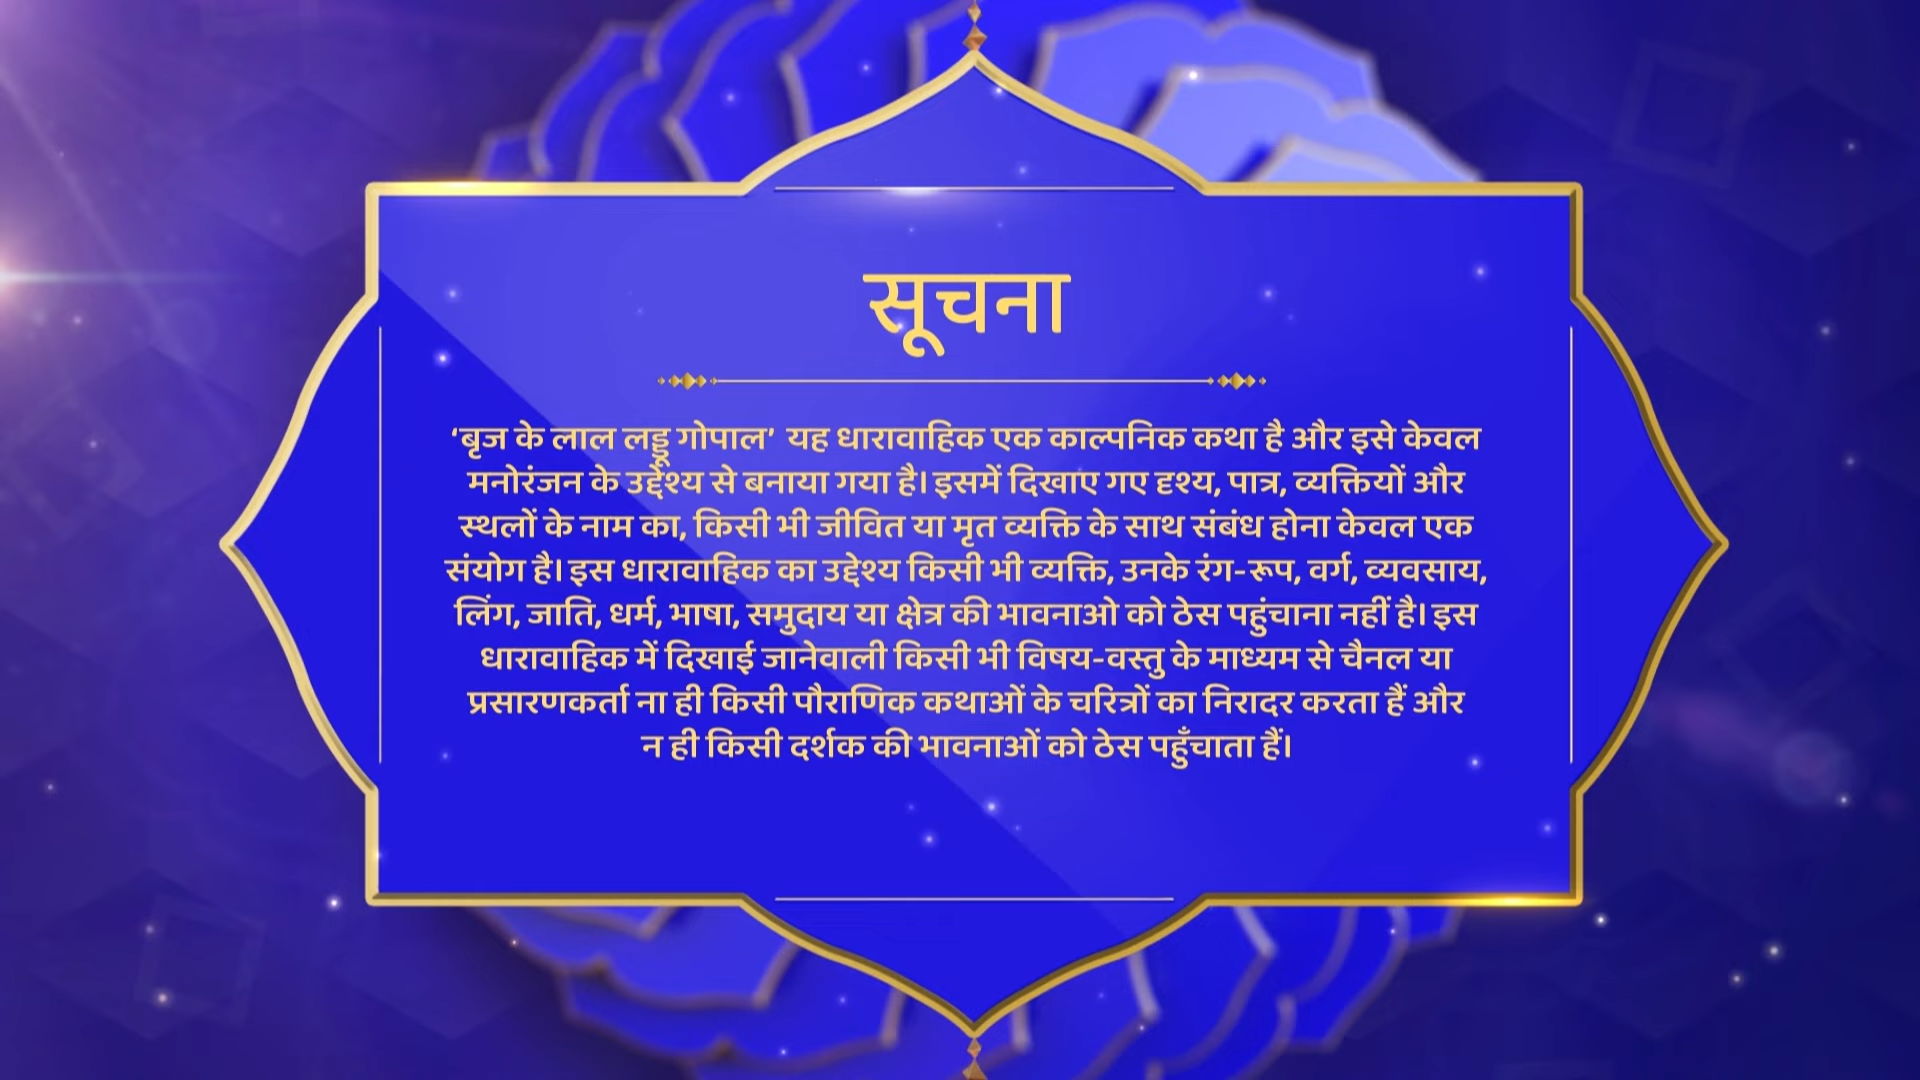 सूचना
‘बृज के लाल लड्डू गोपाल’ यह धारावाहिक एक काल्पनिक कथा है और इसे केवल
मनोरंजन के उद्देश्य से बनाया गया है। इसमें दिखाए गए दृश्य, पात्र, व्यक्तियों और
स्थलों के नाम का, किसी भी जीवित या मृत व्यक्ति के साथ संबंध होना केवल एक
संयोग है। इस धारावाहिक का उद्देश्य किसी भी व्यक्ति, उनके रंग-रूप, वर्ग, व्यवसाय,
लिंग, जाति, धर्म, भाषा, समुदाय या क्षेत्र की भावनाओ को ठेस पहुंचाना नहीं है। इस
धारावाहिक में दिखाई जानेवाली किसी भी विषय-वस्तु के माध्यम से चैनल या
प्रसारणकर्ता ना ही किसी पौराणिक कथाओं के चरित्रों का निरादर करता हैं और
न ही किसी दर्शक की भावनाओं को ठेस पहुँचाता हैं।